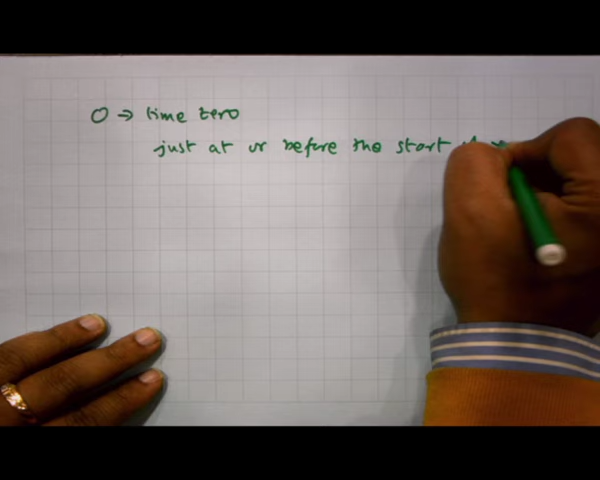 0 → time zero
just at or before the start